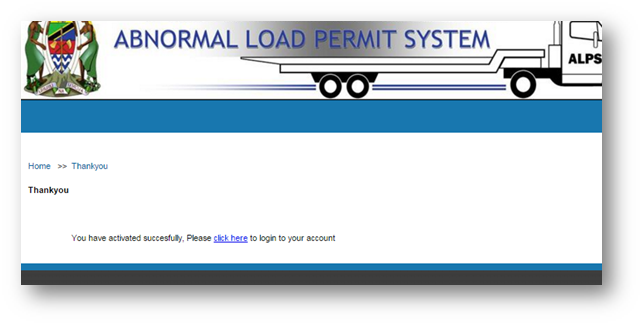 ABNORMAL LOAD PERMIT SYSTEM
ALPS
Home >> Thankyou
Thankyou
You have activated succesfully, Please click here to login to your account